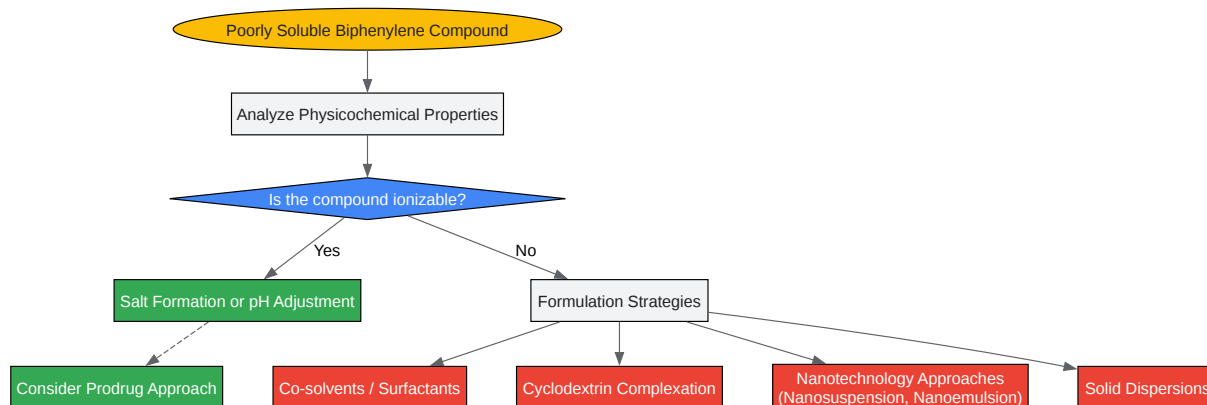 Poorly Soluble Biphenylene Compound
Analyze Physicochemical Properties
Is the compound ionizable?
Yes
No
Salt Formation or pH Adjustment
Formulation Strategies
Consider Prodrug Approach
Co-solvents / Surfactants
Cyclodextrin Complexation
Nanotechnology Approaches
(Nanosuspension, Nanoemulsion)
Solid Dispersions